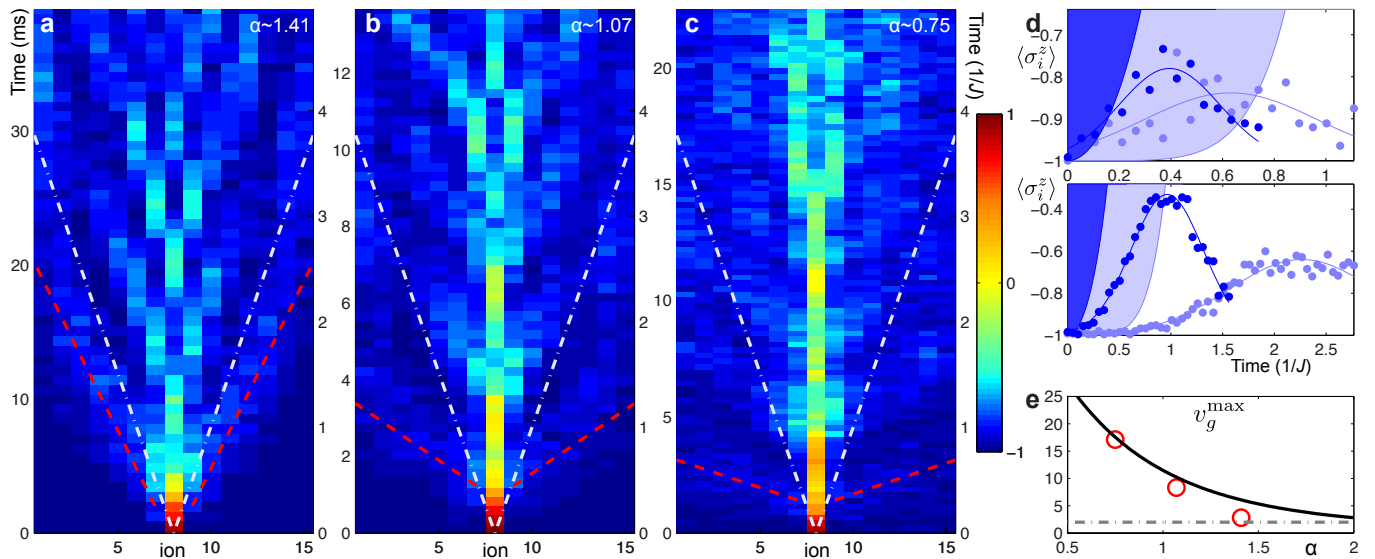 a
α~1.41
Time (ms)
30
20
10
0
4
3
2
1
0
5
ion
10
15
b
α~1.07
12
10
8
6
4
2
0
4
3
2
1
0
5
ion
10
15
c
α~0.75
20
15
10
5
0
4
3
2
1
0
5
ion
10
15
Time (1/J)
1
0
−1
d
⟨σᵢᶻ⟩
−0.7
−0.8
−0.9
−1
0 0.2 0.4 0.6 0.8 1
⟨σᵢᶻ⟩
−0.4
−0.6
−0.8
−1
0 0.5 1 1.5 2 2.5
Time (1/J)
e
v_g^max
25
20
15
10
5
0
0.5 1 1.5 2
α